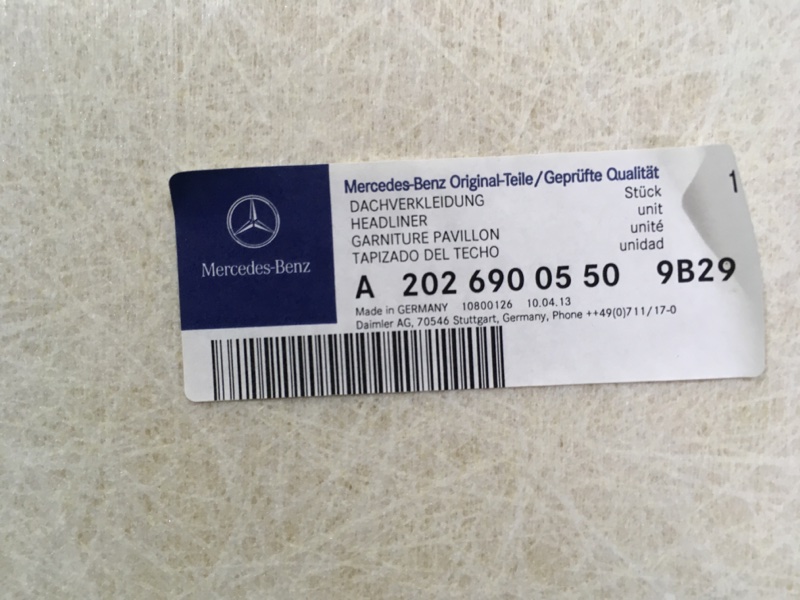 Mercedes-Benz
Mercedes-Benz Original-Teile/Geprüfte Qualität
DACHVERKLEIDUNG Stück 1
HEADLINER unit
GARNITURE PAVILLON unité
TAPIZADO DEL TECHO unidad
A 202 690 05 50 9B29
Made in GERMANY 10800126 10.04.13
Daimler AG, 70546 Stuttgart, Germany, Phone ++49(0)711/17-0